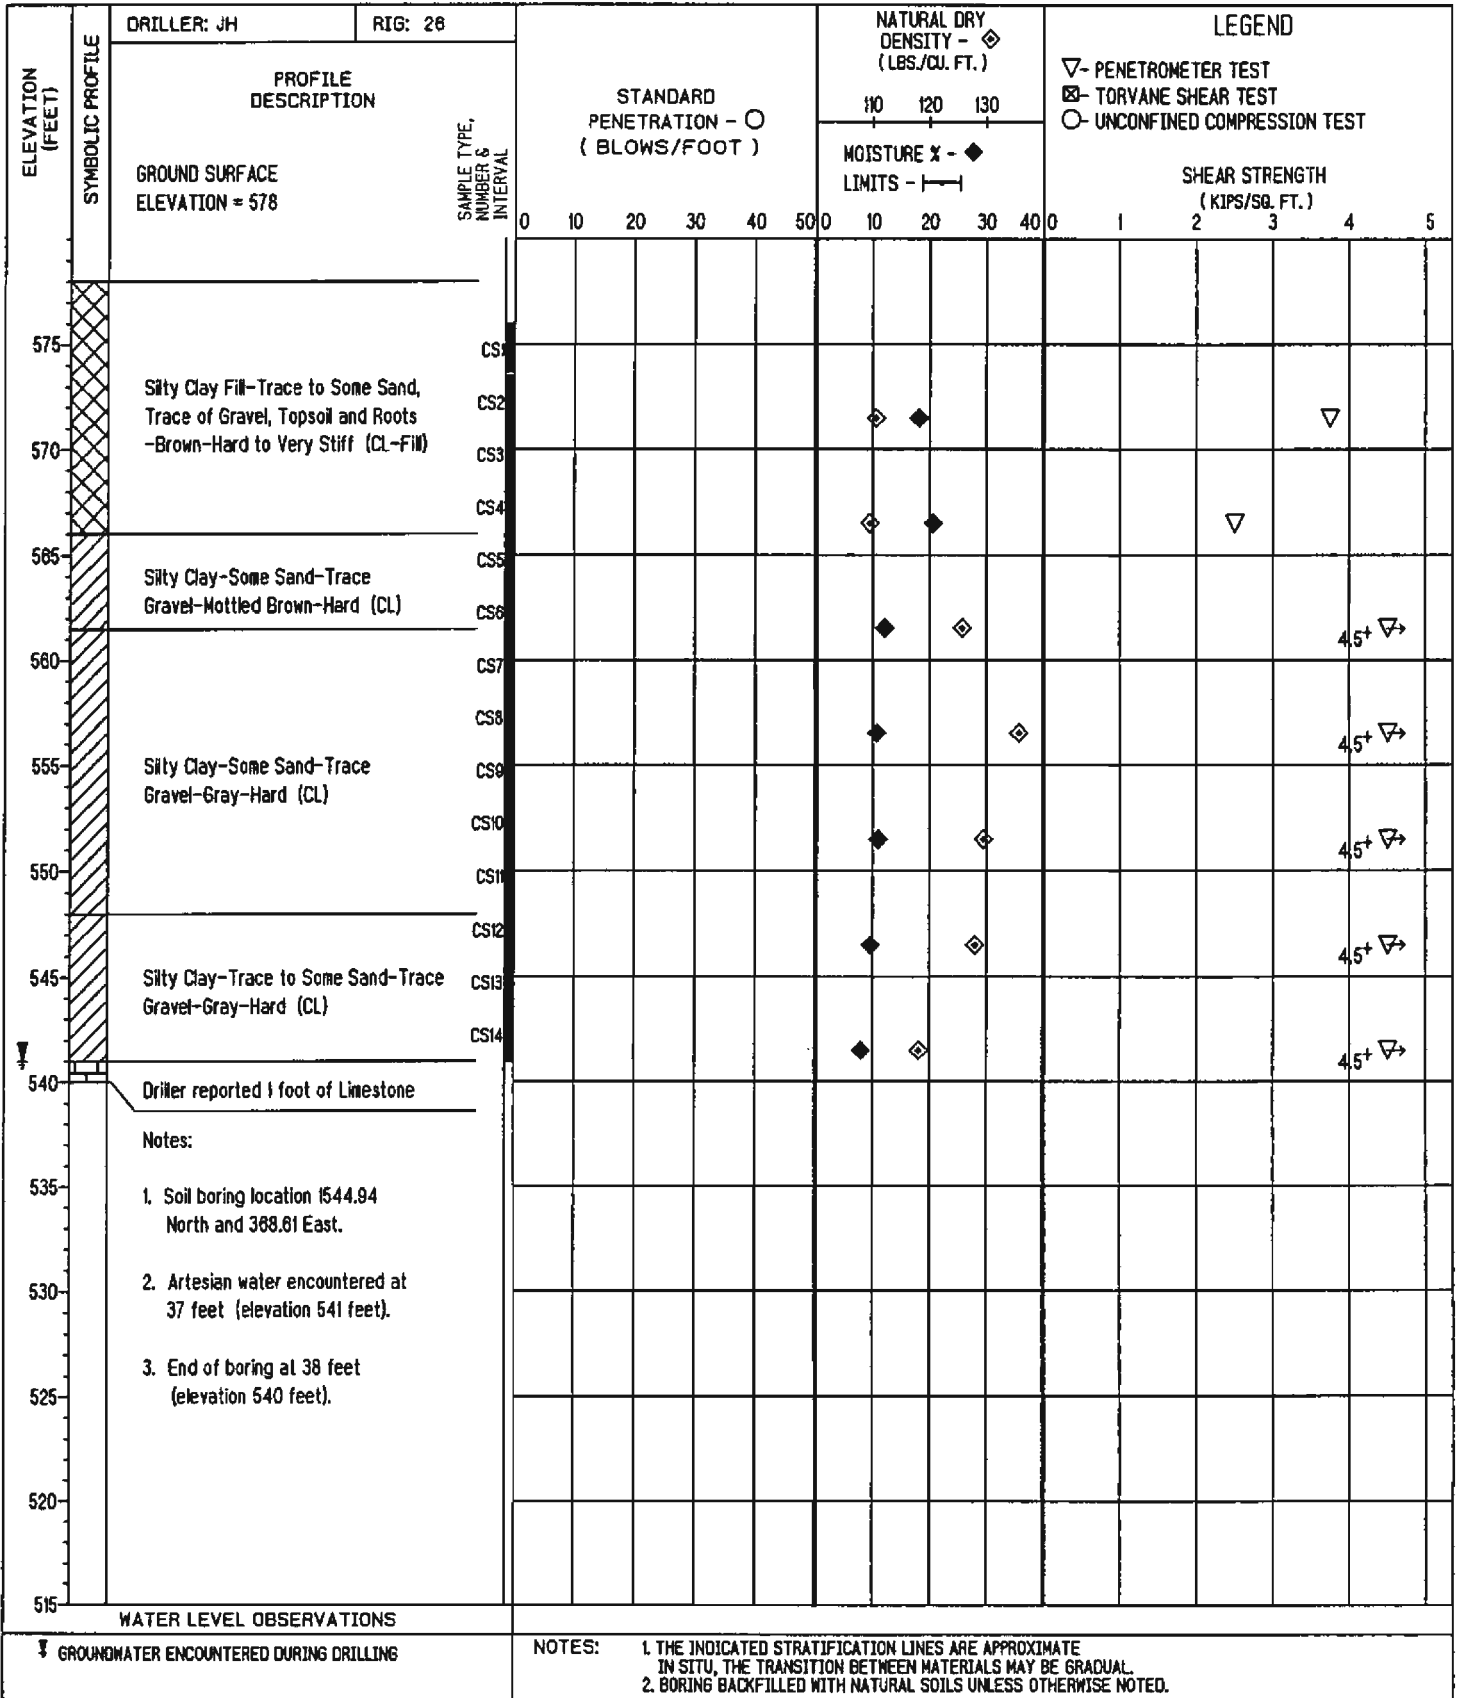 DRILLER: JH
RIG: 26
ELEVATION (FEET)
SYMBOLIC PROFILE
PROFILE
DESCRIPTION
GROUND SURFACE
ELEVATION = 578
SAMPLE TYPE,
NUMBER &
INTERVAL
STANDARD
PENETRATION - O
( BLOWS/FOOT )
0 10 20 30 40 50
NATURAL DRY
DENSITY -
( LBS./CU. FT. )
110 120 130
MOISTURE % -
LIMITS -
0 10 20 30 40
LEGEND
- PENETROMETER TEST
- TORVANE SHEAR TEST
- UNCONFINED COMPRESSION TEST
SHEAR STRENGTH
( KIPS/SQ. FT. )
0 1 2 3 4 5
575
CS1
Silty Clay Fill-Trace to Some Sand,
Trace of Gravel, Topsoil and Roots
-Brown-Hard to Very Stiff (CL-Fill)
CS2
570
CS3
CS4
565
CS5
Silty Clay-Some Sand-Trace
Gravel-Mottled Brown-Hard (CL)
CS6
4.5+
560
CS7
CS8
4.5+
Silty Clay-Some Sand-Trace
Gravel-Gray-Hard (CL)
555
CS9
CS10
4.5+
550
CS11
CS12
4.5+
Silty Clay-Trace to Some Sand-Trace
Gravel-Gray-Hard (CL)
545
CS13
CS14
4.5+
540
Driller reported 1 foot of Limestone
Notes:
535
1. Soil boring location 1544.94
North and 368.61 East.
530
2. Artesian water encountered at
37 feet (elevation 541 feet).
3. End of boring at 38 feet
(elevation 540 feet).
525
520
515
WATER LEVEL OBSERVATIONS
GROUNDWATER ENCOUNTERED DURING DRILLING
NOTES: 1. THE INDICATED STRATIFICATION LINES ARE APPROXIMATE
IN SITU, THE TRANSITION BETWEEN MATERIALS MAY BE GRADUAL.
2. BORING BACKFILLED WITH NATURAL SOILS UNLESS OTHERWISE NOTED.